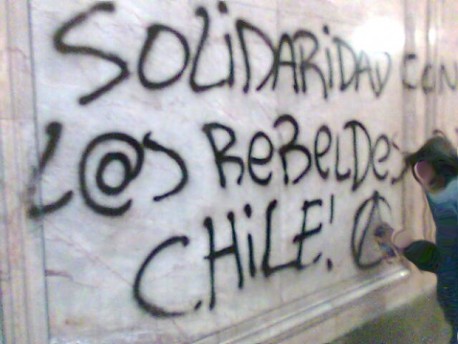 SOLiDARiDAD CON
L@S ReBeLDeS
CHiLE! Ⓐ